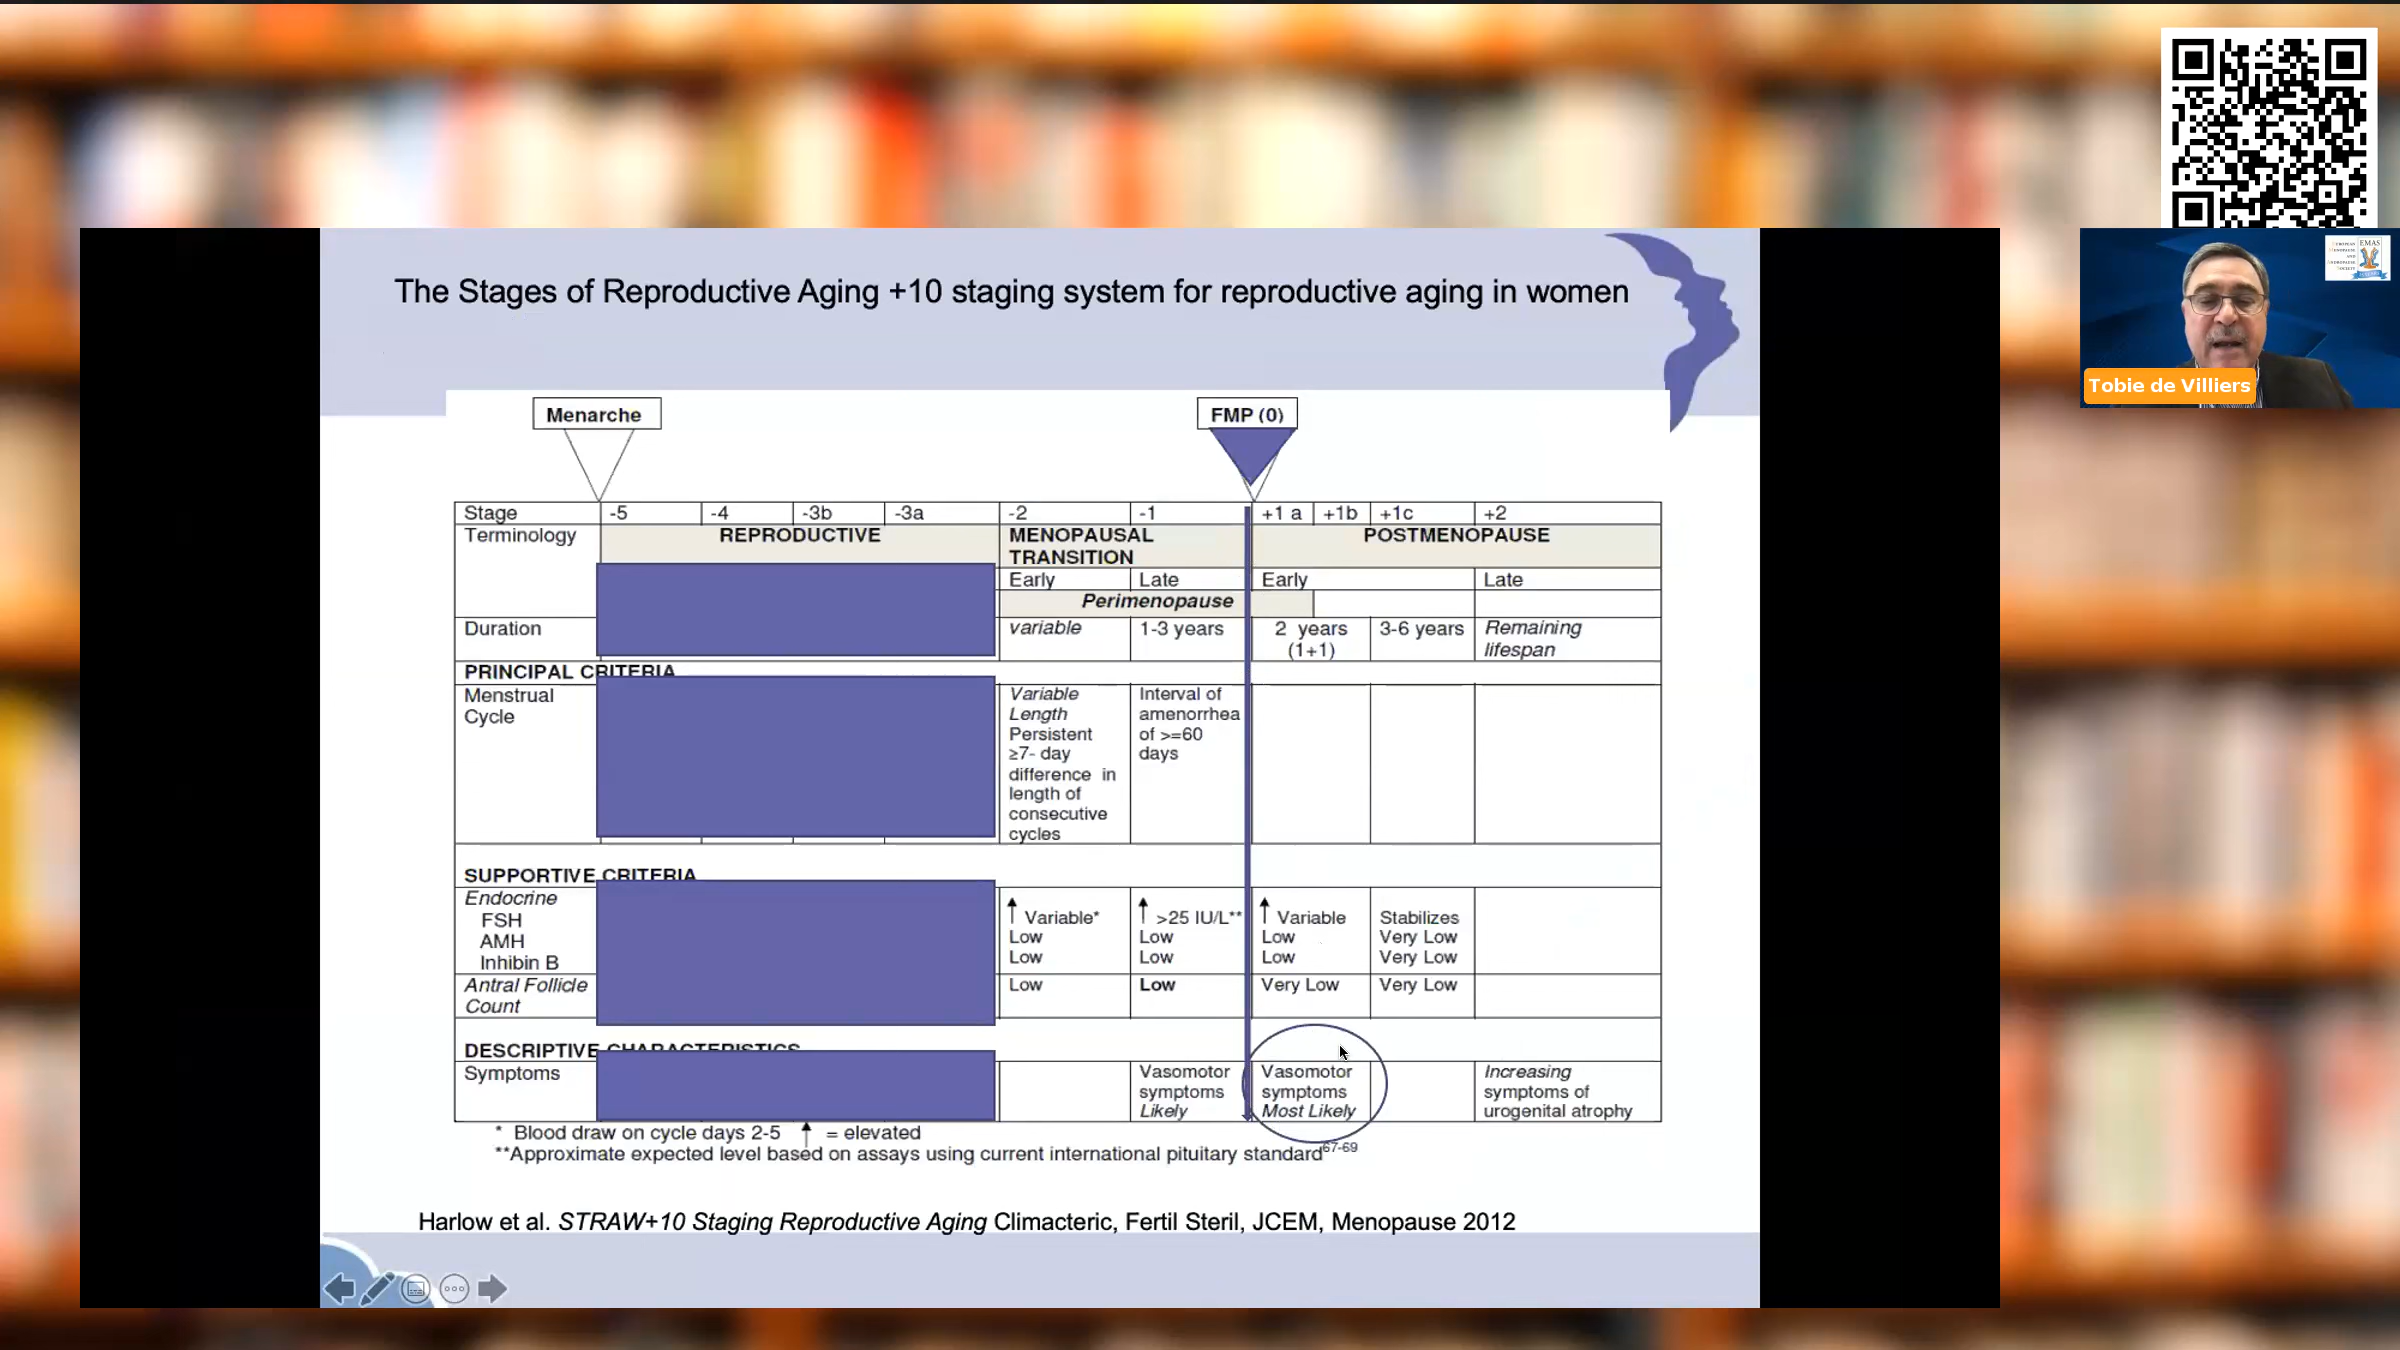 The Stages of Reproductive Aging +10 staging system for reproductive aging in women
EMAS
Tobie de Villiers
Menarche
FMP (0)
Stage -5 -4 -3b -3a -2 -1 +1 a +1b +1c +2
Terminology REPRODUCTIVE MENOPAUSAL TRANSITION POSTMENOPAUSE
Early Late Early Late
Perimenopause
Duration variable 1-3 years 2 years (1+1) 3-6 years Remaining lifespan
PRINCIPAL CRITERIA
Menstrual Cycle
Variable Length Persistent ≥7- day difference in length of consecutive cycles
Interval of amenorrhea of >=60 days
SUPPORTIVE CRITERIA
Endocrine
FSH ↑ Variable* ↑ >25 IU/L** ↑ Variable Stabilizes
AMH Low Low Low Very Low
Inhibin B Low Low Low Very Low
Antral Follicle Count Low Low Very Low Very Low
DESCRIPTIVE CHARACTERISTICS
Symptoms
Vasomotor symptoms Likely
Vasomotor symptoms Most Likely
Increasing symptoms of urogenital atrophy
* Blood draw on cycle days 2-5 ↑ = elevated
**Approximate expected level based on assays using current international pituitary standard67-69
Harlow et al. STRAW+10 Staging Reproductive Aging Climacteric, Fertil Steril, JCEM, Menopause 2012